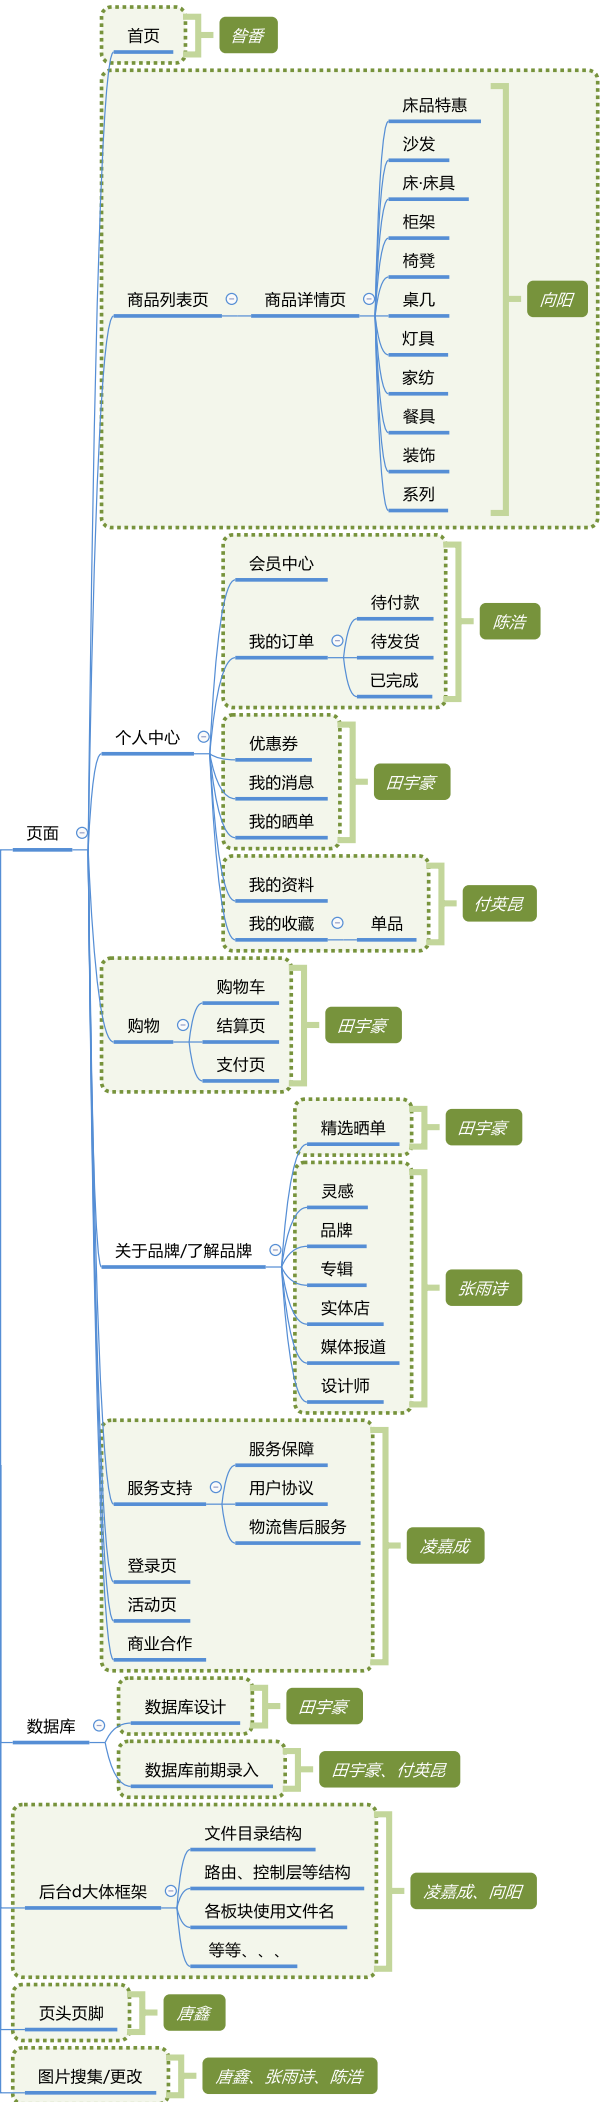 首页
昝番
商品列表页
商品详情页
床品特惠
沙发
床·床具
柜架
椅凳
桌几
灯具
家纺
餐具
装饰
系列
向阳
页面
个人中心
会员中心
我的订单
待付款
待发货
已完成
陈浩
优惠券
我的消息
我的晒单
田宇豪
我的资料
我的收藏
单品
付英昆
购物
购物车
结算页
支付页
田宇豪
关于品牌/了解品牌
精选晒单
田宇豪
灵感
品牌
专辑
实体店
媒体报道
设计师
张雨诗
服务支持
服务保障
用户协议
物流售后服务
登录页
活动页
商业合作
凌嘉成
数据库
数据库设计
田宇豪
数据库前期录入
田宇豪、付英昆
后台d大体框架
文件目录结构
路由、控制层等结构
各板块使用文件名
等等、、、
凌嘉成、向阳
页头页脚
唐鑫
图片搜集/更改
唐鑫、张雨诗、陈浩